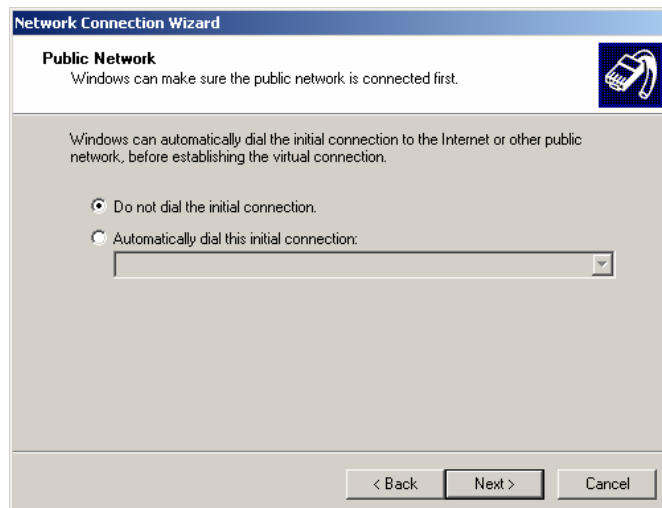 Network Connection Wizard
Public Network
Windows can make sure the public network is connected first.
Windows can automatically dial the initial connection to the Internet or other public
network, before establishing the virtual connection.
Do not dial the initial connection.
Automatically dial this initial connection:
< Back
Next >
Cancel